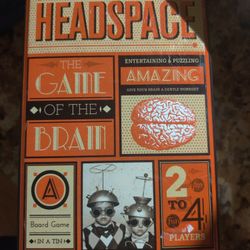 HEADSPACE
THE
GAME
OF THE
BRAIN
ENTERTAINING & PUZZLING
AMAZING
GIVE YOUR BRAIN A GENTLE WORKOUT
A
Board Game
IN A TIN
2
TO
4
PLAYERS